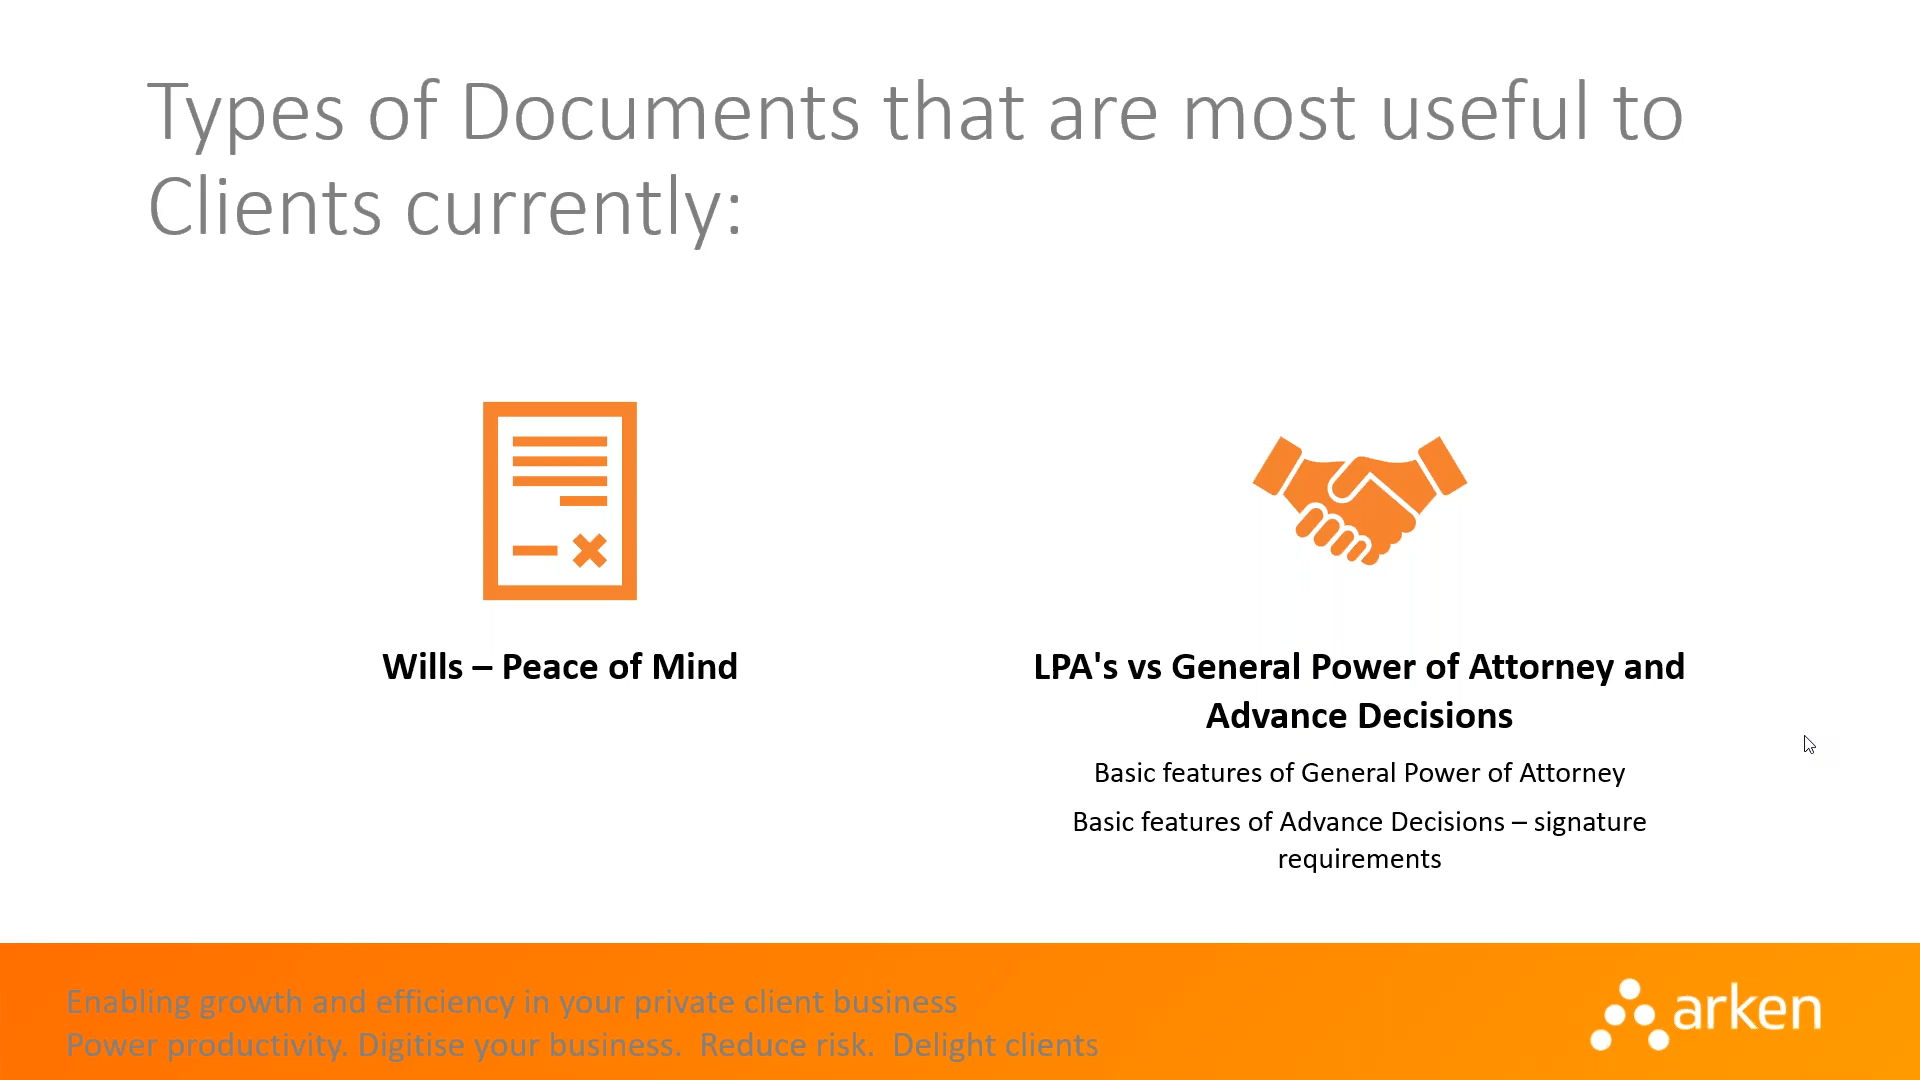 Types of Documents that are most useful to
Clients currently:
Wills – Peace of Mind
LPA's vs General Power of Attorney and
Advance Decisions
Basic features of General Power of Attorney
Basic features of Advance Decisions – signature
requirements
Enabling growth and efficiency in your private client business
Power productivity. Digitise your business.  Reduce risk.  Delight clients
arken